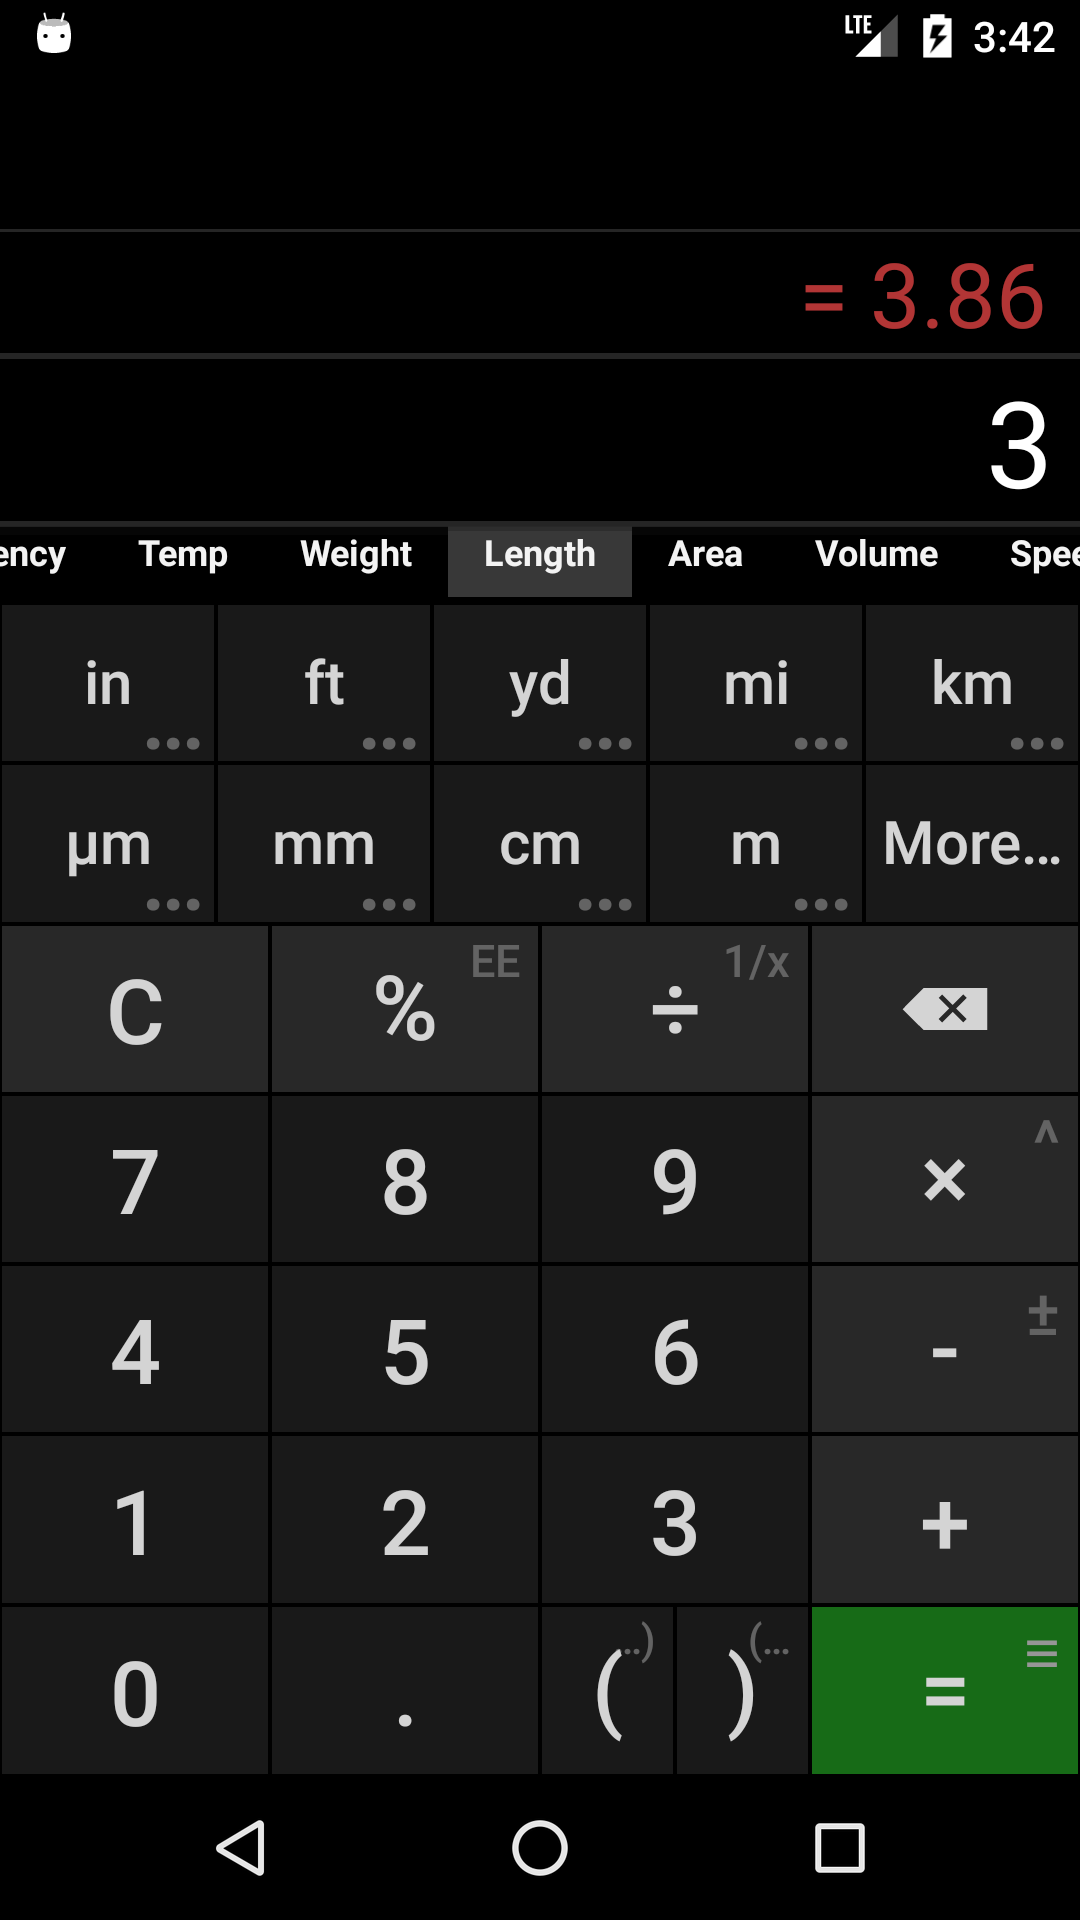 LTE 3:42
= 3.86
3
ency Temp Weight Length Area Volume Spee
in ft yd mi km
µm mm cm m More...
C % EE ÷ 1/x
7 8 9 × ^
4 5 6 - ±
1 2 3 +
0 . ( ..) ) (... =